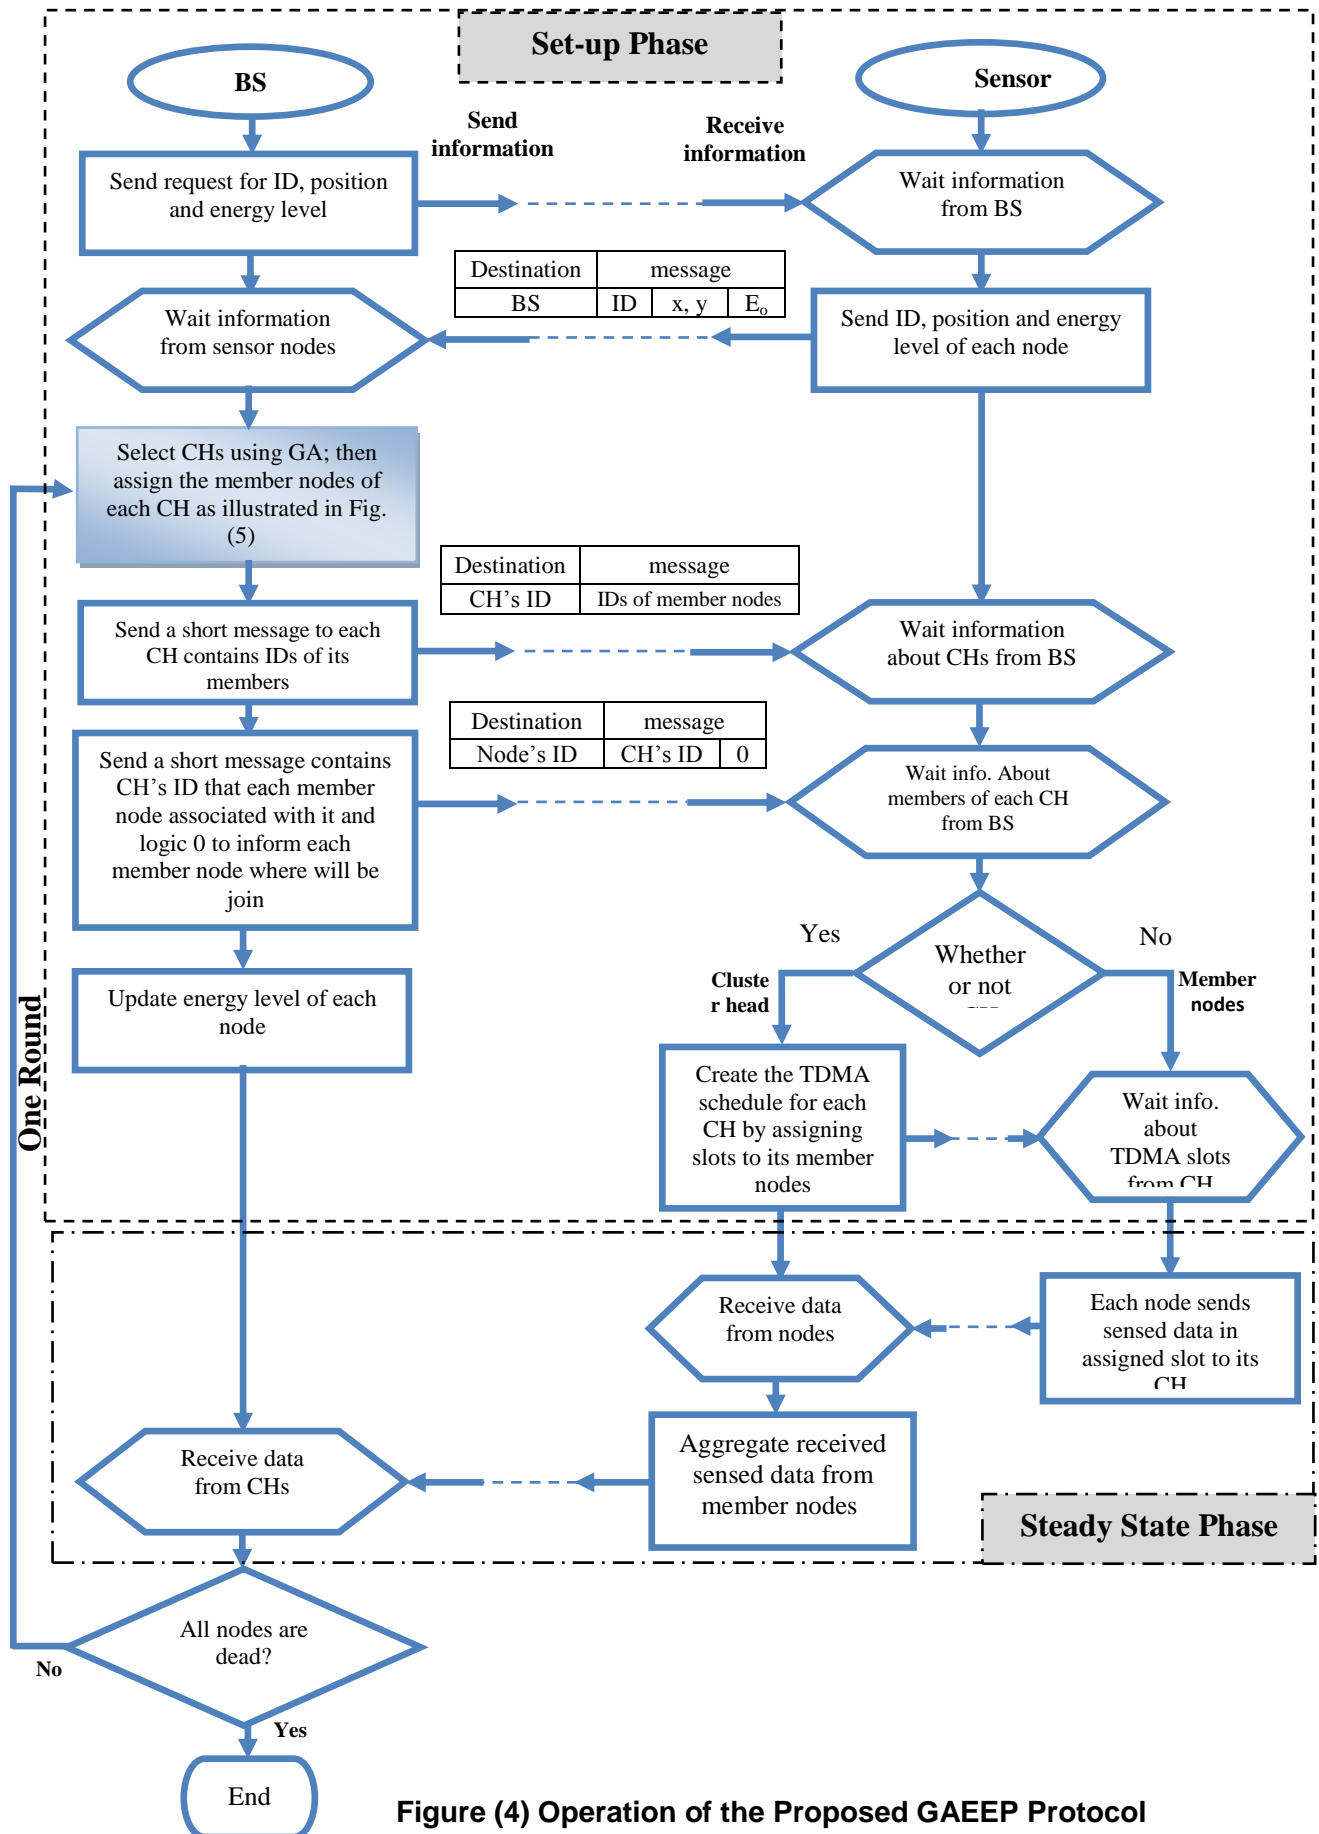 Set-up Phase
BS
Sensor
Send
information
Receive
information
Send request for ID, position
and energy level
Wait information
from BS
Destination message
BS ID x, y Eo
Wait information
from sensor nodes
Send ID, position and energy
level of each node
Select CHs using GA; then
assign the member nodes of
each CH as illustrated in Fig.
(5)
Destination message
CH's ID IDs of member nodes
Send a short message to each
CH contains IDs of its
members
Wait information
about CHs from BS
Destination message
Node's ID CH's ID 0
Send a short message contains
CH's ID that each member
node associated with it and
logic 0 to inform each
member node where will be
join
Wait info. About
members of each CH
from BS
Yes
No
Whether
or not
Cluste
r head
Member
nodes
Update energy level of each
node
One Round
Create the TDMA
schedule for each
CH by assigning
slots to its member
nodes
Wait info.
about
TDMA slots
from CH
Receive data
from nodes
Each node sends
sensed data in
assigned slot to its
CH
Receive data
from CHs
Aggregate received
sensed data from
member nodes
Steady State Phase
All nodes are
dead?
No
Yes
End
Figure (4) Operation of the Proposed GAEEP Protocol